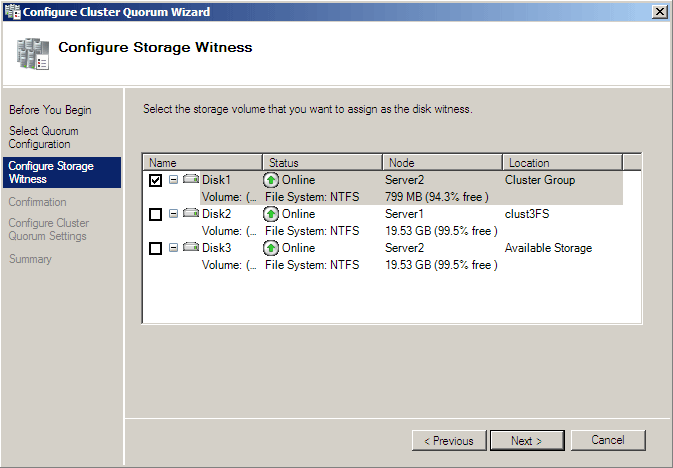 Configure Cluster Quorum Wizard
Configure Storage Witness
Before You Begin
Select Quorum
Configuration
Configure Storage
Witness
Confirmation
Configure Cluster
Quorum Settings
Summary
Select the storage volume that you want to assign as the disk witness.
Name Status Node Location
Disk1 Online Server2 Cluster Group
Volume: (... File System: NTFS 799 MB (94.3% free )
Disk2 Online Server1 clust3FS
Volume: (... File System: NTFS 19.53 GB (99.5% free )
Disk3 Online Server2 Available Storage
Volume: (... File System: NTFS 19.53 GB (99.5% free )
< Previous Next > Cancel